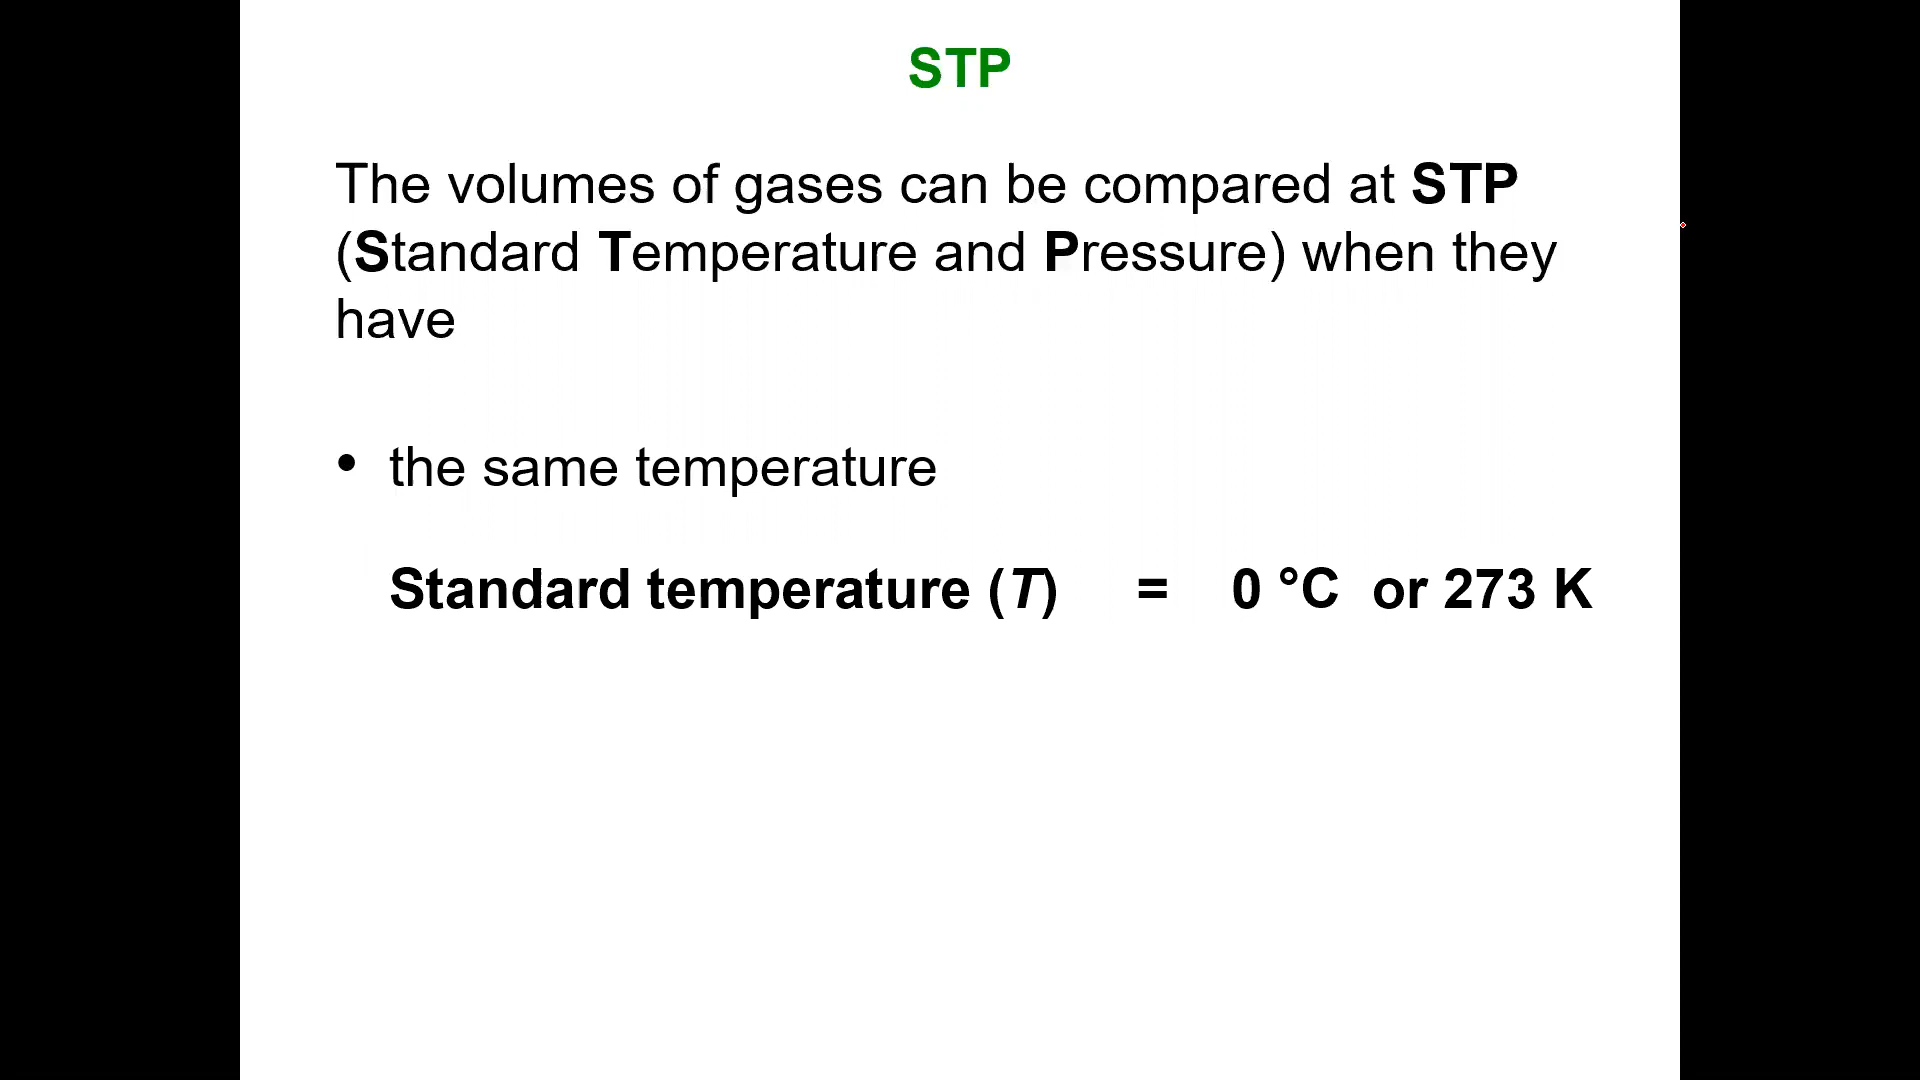 STP
The volumes of gases can be compared at STP
(Standard Temperature and Pressure) when they
have
• the same temperature
Standard temperature (T) = 0 °C or 273 K